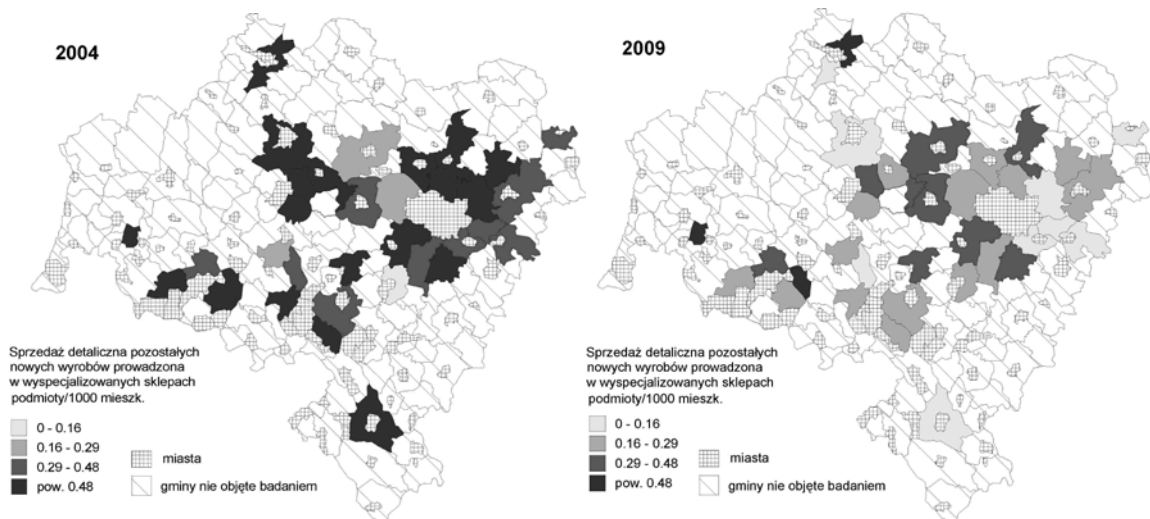 2004
Sprzedaż detaliczna pozostałych
nowych wyrobów prowadzona
w wyspecjalizowanych sklepach
podmioty/1000 mieszk.
0 - 0.16
0.16 - 0.29
0.29 - 0.48
pow. 0.48
miasta
gminy nie objęte badaniem
2009
Sprzedaż detaliczna pozostałych
nowych wyrobów prowadzona
w wyspecjalizowanych sklepach
podmioty/1000 mieszk.
0 - 0.16
0.16 - 0.29
0.29 - 0.48
pow. 0.48
miasta
gminy nie objęte badaniem